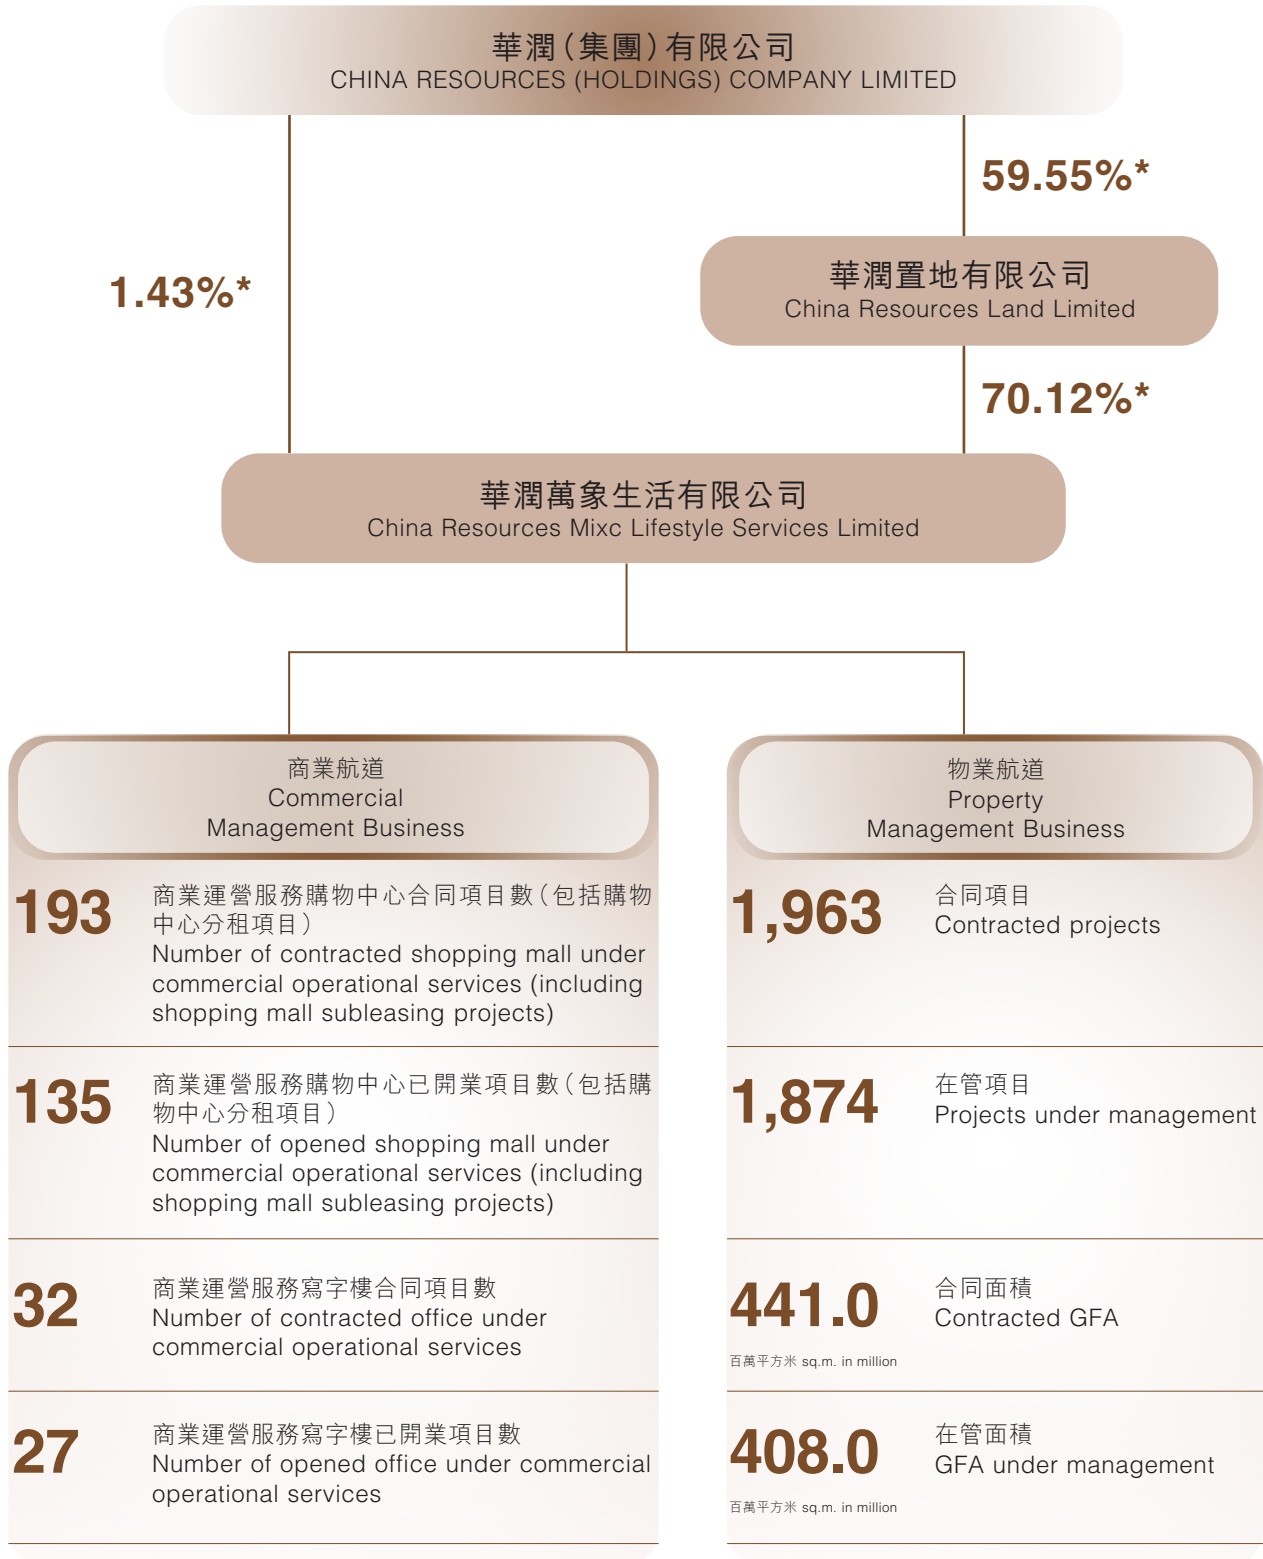 華潤(集團)有限公司
CHINA RESOURCES (HOLDINGS) COMPANY LIMITED
59.55%*
華潤置地有限公司
China Resources Land Limited
1.43%*
70.12%*
華潤萬象生活有限公司
China Resources Mixc Lifestyle Services Limited
商業航道
Commercial
Management Business
193
商業運營服務購物中心合同項目數(包括購物
中心分租項目)
Number of contracted shopping mall under
commercial operational services (including
shopping mall subleasing projects)
135
商業運營服務購物中心已開業項目數(包括購
物中心分租項目)
Number of opened shopping mall under
commercial operational services (including
shopping mall subleasing projects)
32
商業運營服務寫字樓合同項目數
Number of contracted office under
commercial operational services
27
商業運營服務寫字樓已開業項目數
Number of opened office under commercial
operational services
物業航道
Property
Management Business
1,963
合同項目
Contracted projects
1,874
在管項目
Projects under management
441.0
百萬平方米 sq.m. in million
合同面積
Contracted GFA
408.0
百萬平方米 sq.m. in million
在管面積
GFA under management